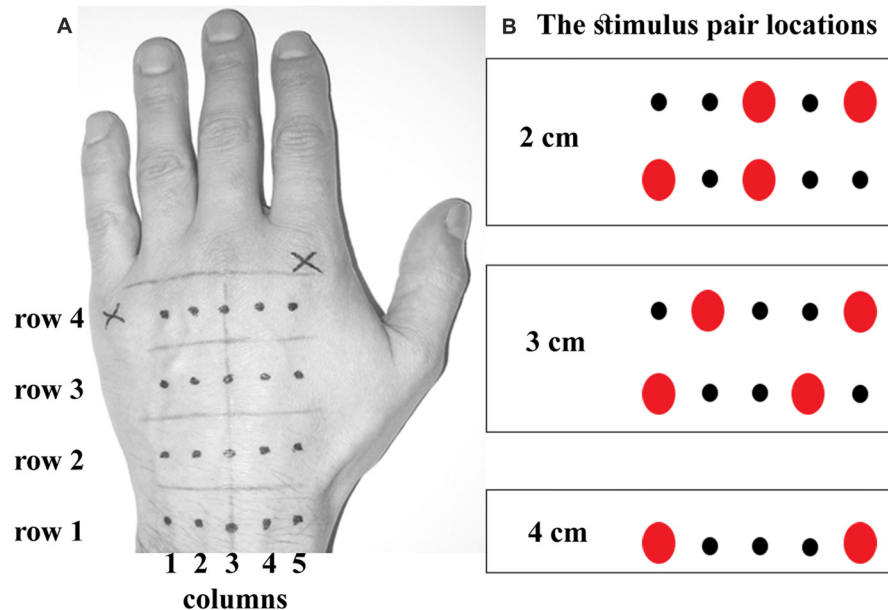 A
B The stimulus pair locations
2 cm
3 cm
4 cm
row 4
row 3
row 2
row 1
1 2 3 4 5
columns